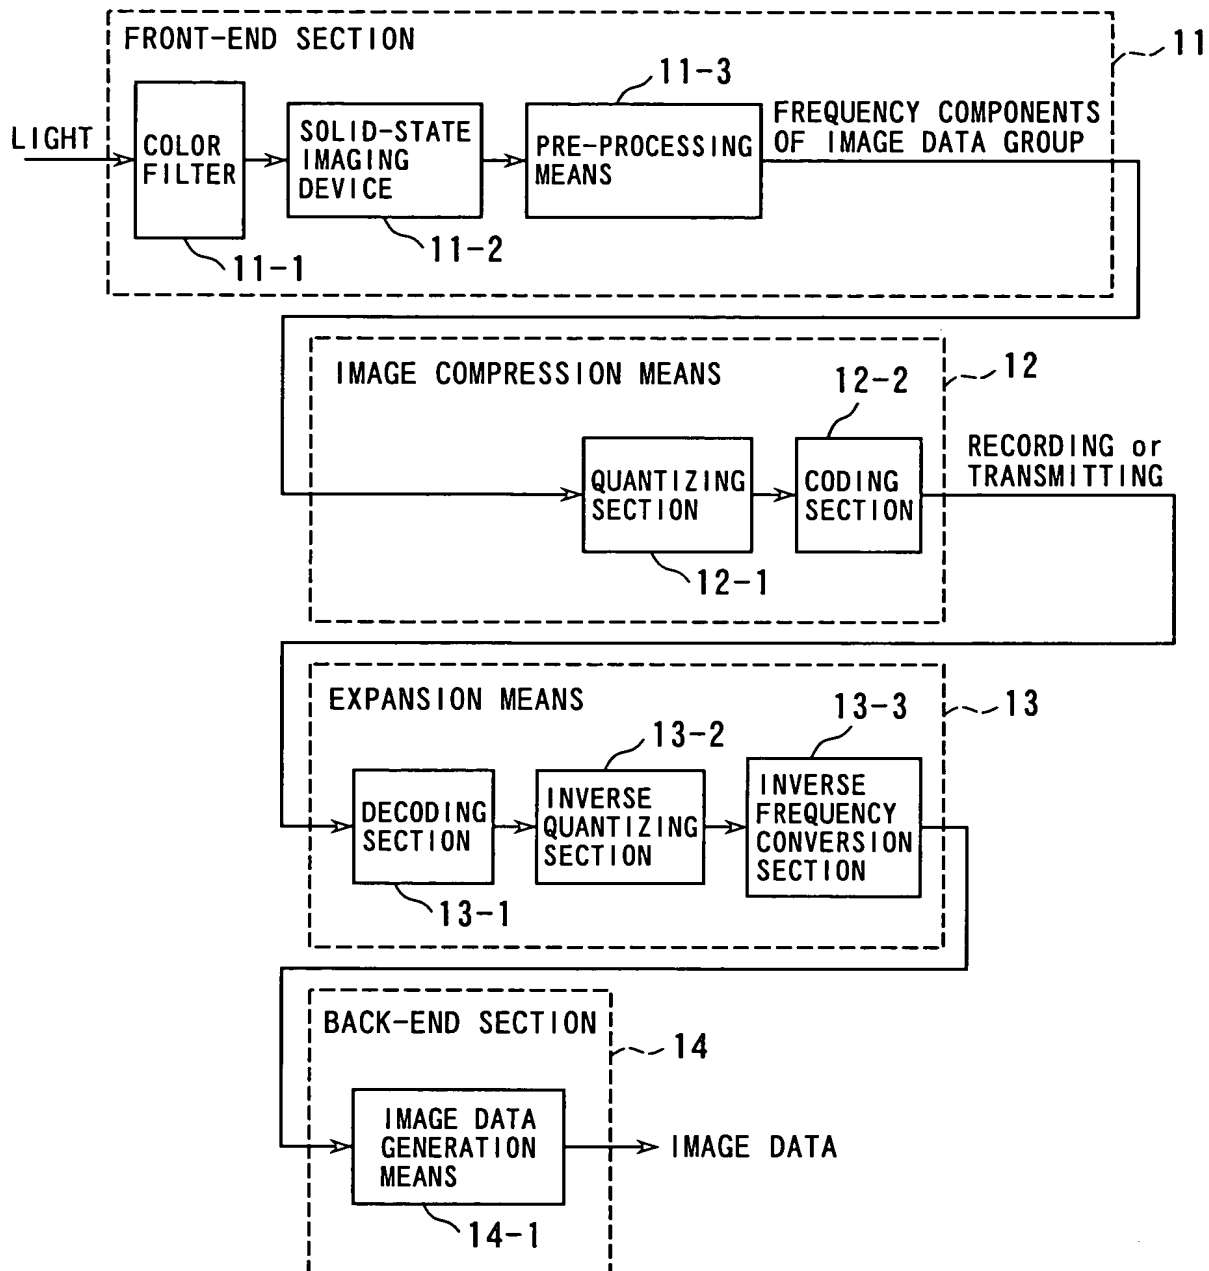 FRONT-END SECTION
11
11-3
LIGHT
COLOR
FILTER
SOLID-STATE
IMAGING
DEVICE
PRE-PROCESSING
MEANS
FREQUENCY COMPONENTS
OF IMAGE DATA GROUP
11-1
11-2
IMAGE COMPRESSION MEANS
12
12-2
QUANTIZING
SECTION
CODING
SECTION
RECORDING or
TRANSMITTING
12-1
EXPANSION MEANS
13
13-2
13-3
DECODING
SECTION
INVERSE
QUANTIZING
SECTION
INVERSE
FREQUENCY
CONVERSION
SECTION
13-1
BACK-END SECTION
14
IMAGE DATA
GENERATION
MEANS
IMAGE DATA
14-1